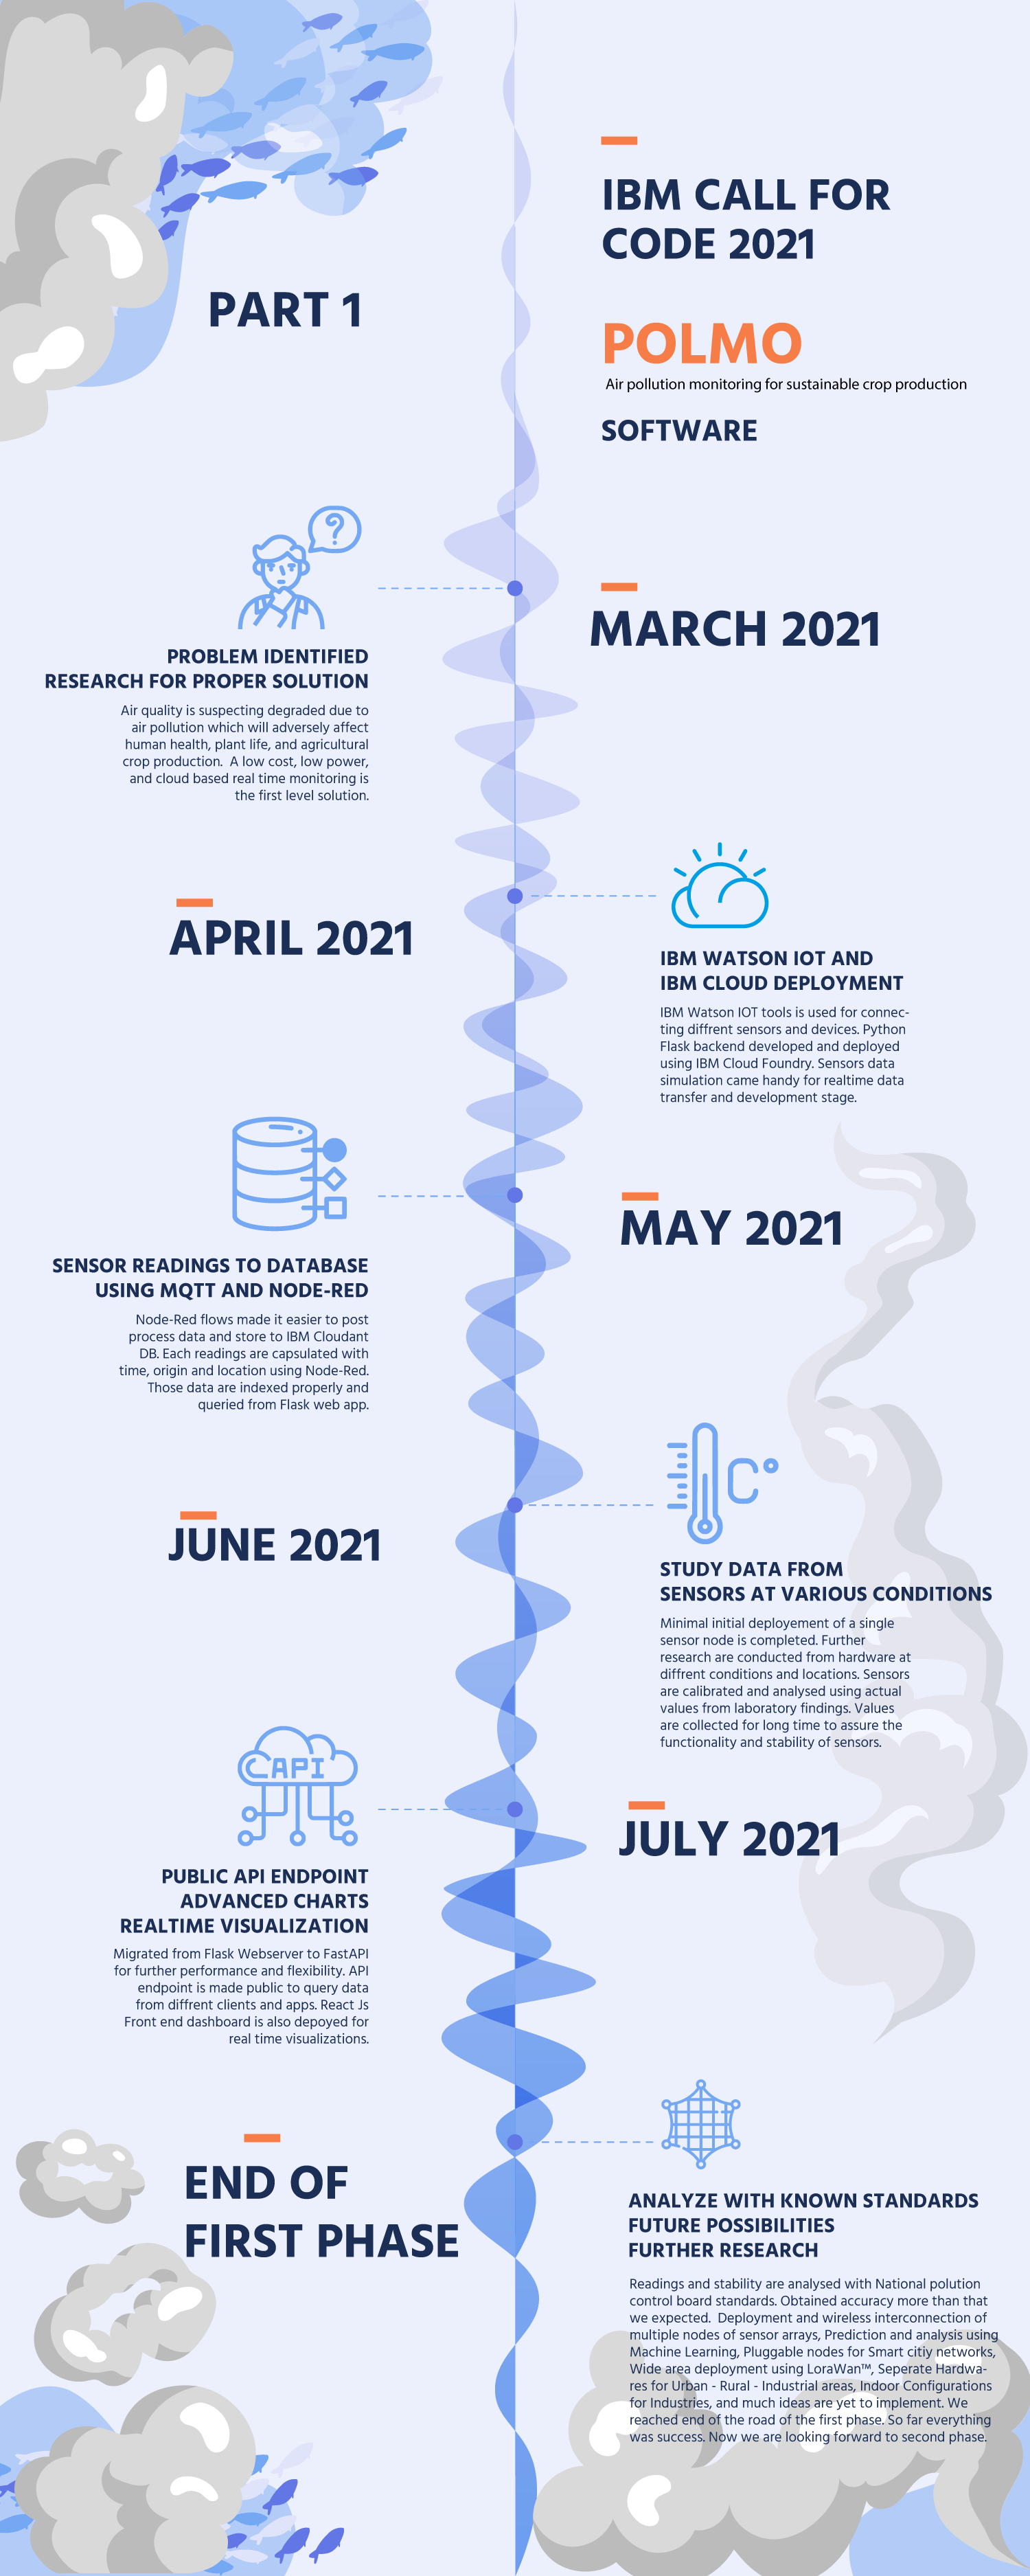 PART 1
IBM CALL FOR
CODE 2021
POLMO
Air pollution monitoring for sustainable crop production
SOFTWARE
?
MARCH 2021
PROBLEM IDENTIFIED
RESEARCH FOR PROPER SOLUTION
Air quality is suspecting degraded due to
air pollution which will adversely affect
human health, plant life, and agricultural
crop production. A low cost, low power,
and cloud based real time monitoring is
the first level solution.
APRIL 2021
IBM WATSON IOT AND
IBM CLOUD DEPLOYMENT
IBM Watson IOT tools is used for connec-
ting diffrent sensors and devices. Python
Flask backend developed and deployed
using IBM Cloud Foundry. Sensors data
simulation came handy for realtime data
transfer and development stage.
MAY 2021
SENSOR READINGS TO DATABASE
USING MQTT AND NODE-RED
Node-Red flows made it easier to post
process data and store to IBM Cloudant
DB. Each readings are capsulated with
time, origin and location using Node-Red.
Those data are indexed properly and
queried from Flask web app.
C°
JUNE 2021
STUDY DATA FROM
SENSORS AT VARIOUS CONDITIONS
Minimal initial deployement of a single
sensor node is completed. Further
research are conducted from hardware at
diffrent conditions and locations. Sensors
are calibrated and analysed using actual
values from laboratory findings. Values
are collected for long time to assure the
functionality and stability of sensors.
API
JULY 2021
PUBLIC API ENDPOINT
ADVANCED CHARTS
REALTIME VISUALIZATION
Migrated from Flask Webserver to FastAPI
for further performance and flexibility. API
endpoint is made public to query data
from diffrent clients and apps. React Js
Front end dashboard is also depoyed for
real time visualizations.
END OF
FIRST PHASE
ANALYZE WITH KNOWN STANDARDS
FUTURE POSSIBILITIES
FURTHER RESEARCH
Readings and stability are analysed with National polution
control board standards. Obtained accuracy more than that
we expected. Deployment and wireless interconnection of
multiple nodes of sensor arrays, Prediction and analysis using
Machine Learning, Pluggable nodes for Smart citiy networks,
Wide area deployment using LoraWan™, Seperate Hardwa-
res for Urban - Rural - Industrial areas, Indoor Configurations
for Industries, and much ideas are yet to implement. We
reached end of the road of the first phase. So far everything
was success. Now we are looking forward to second phase.